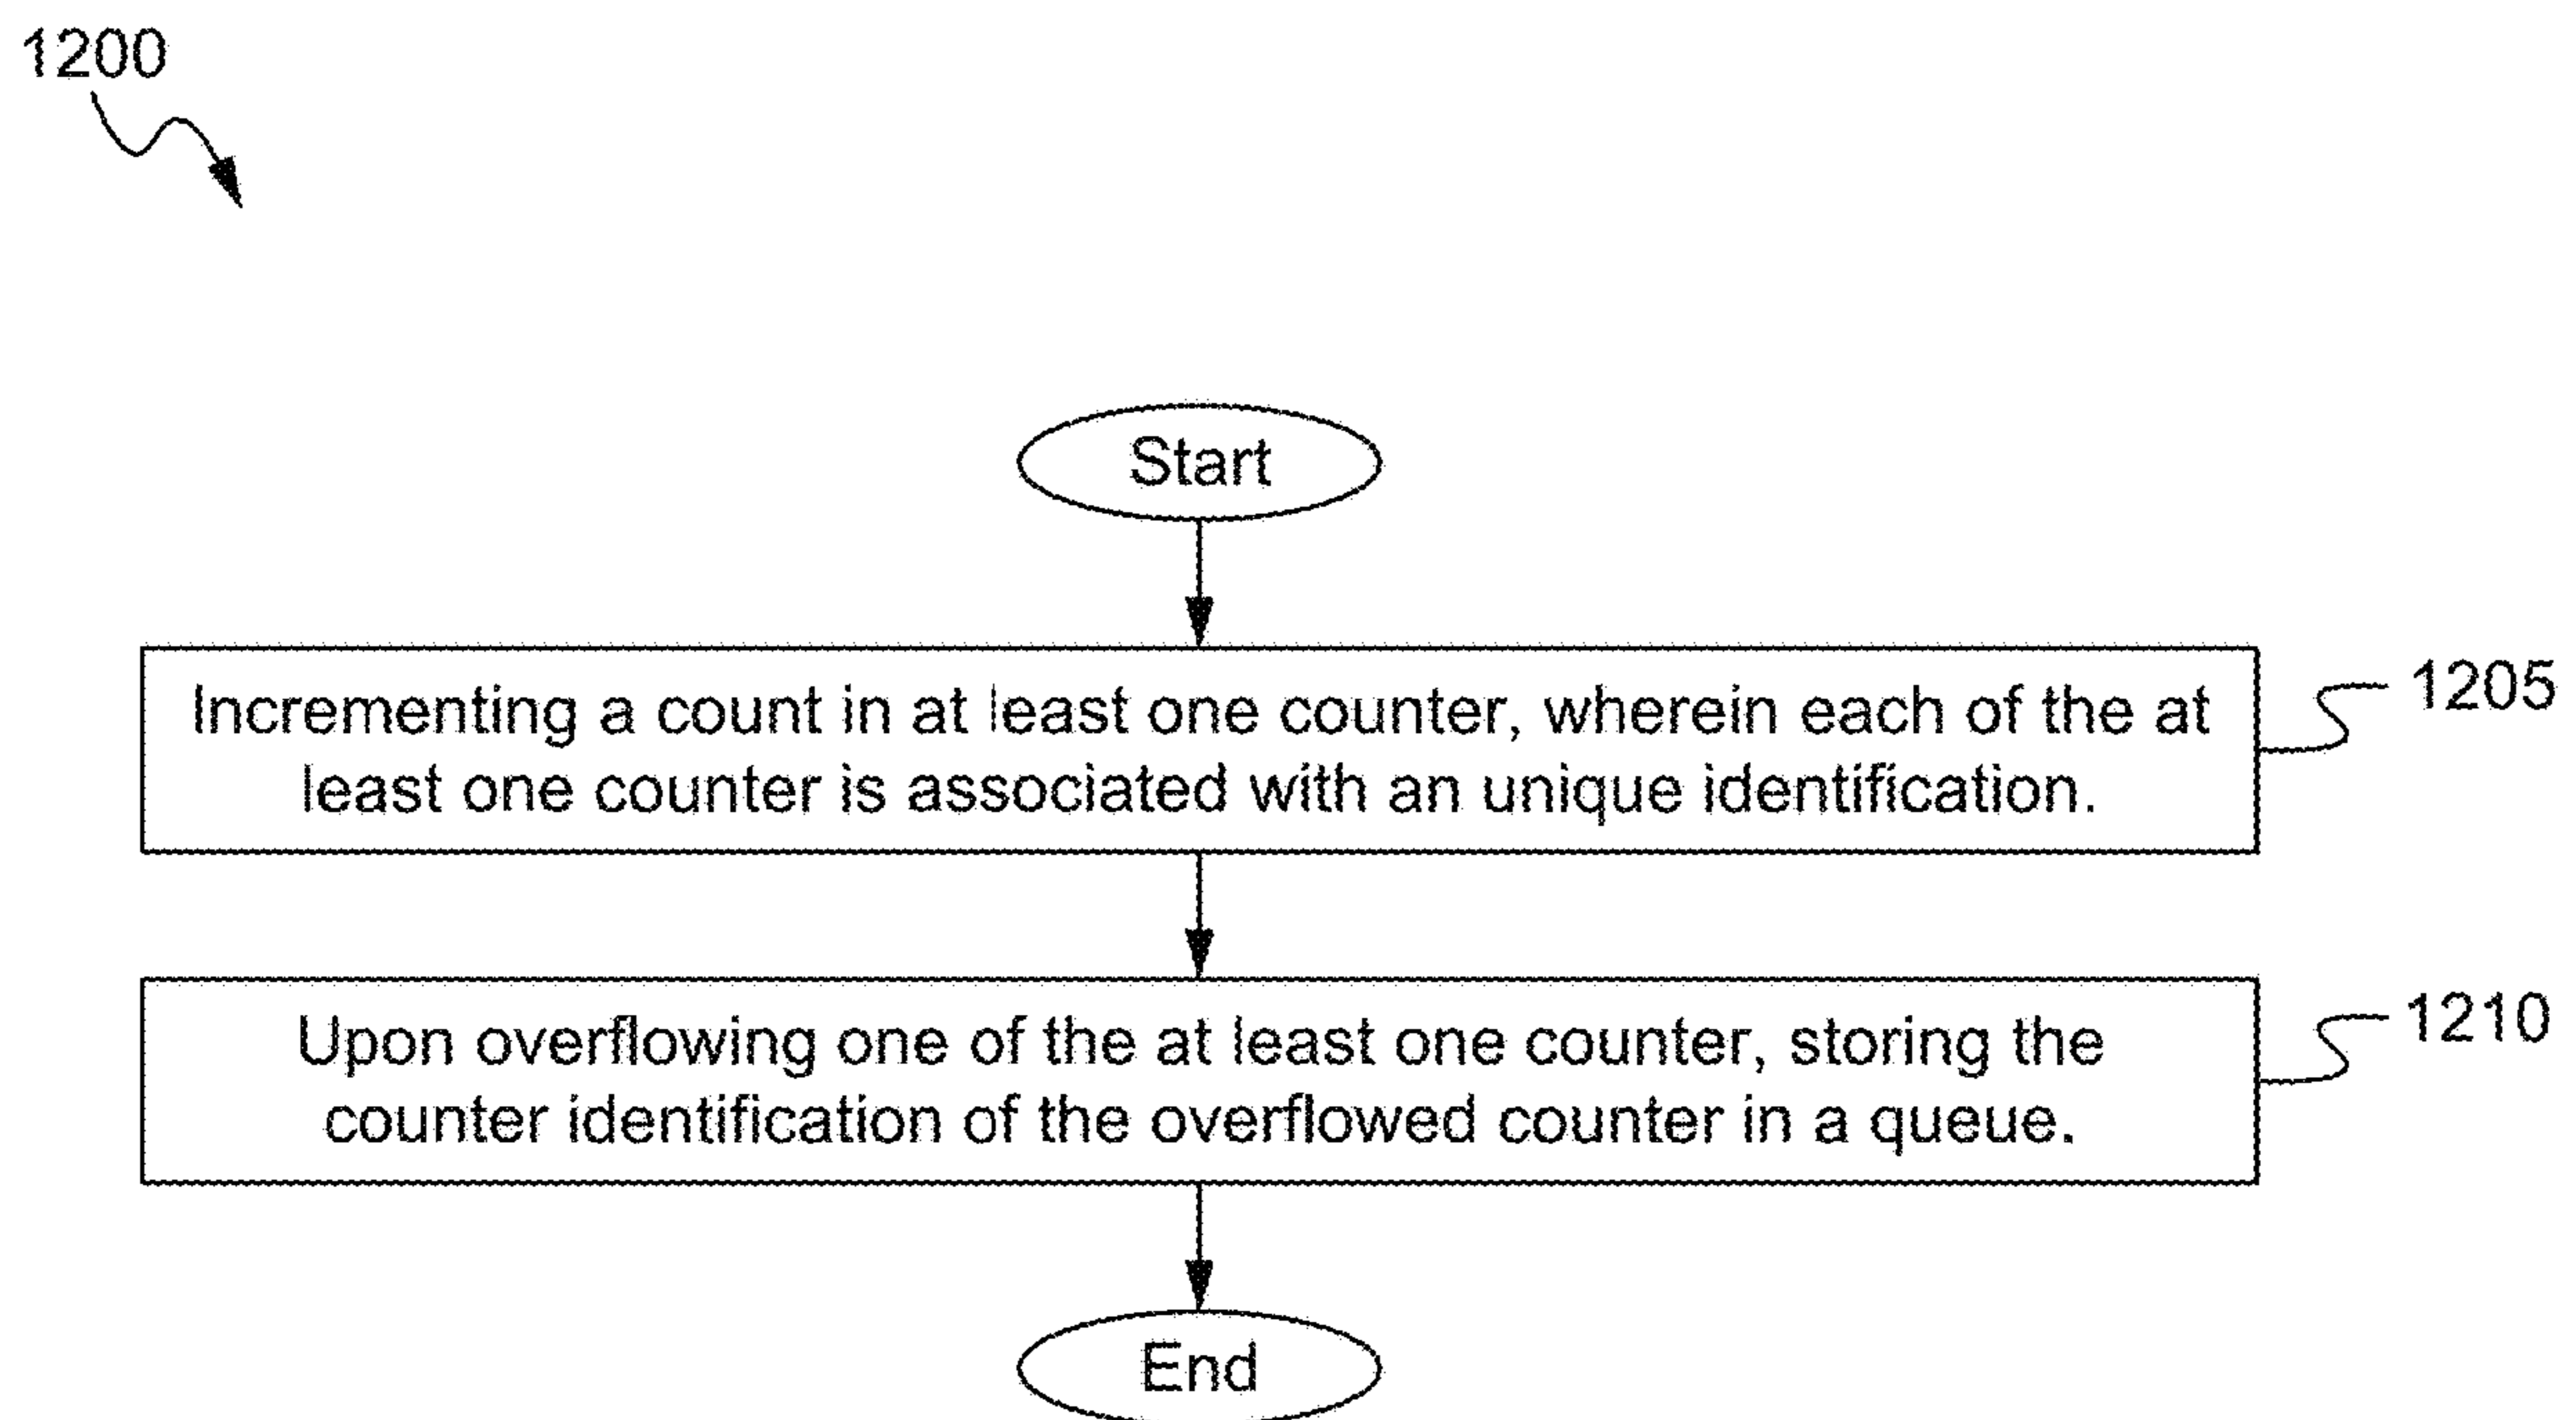 1200
Start
Incrementing a count in at least one counter, wherein each of the at
least one counter is associated with an unique identification.
1205
Upon overflowing one of the at least one counter, storing the
counter identification of the overflowed counter in a queue.
1210
End